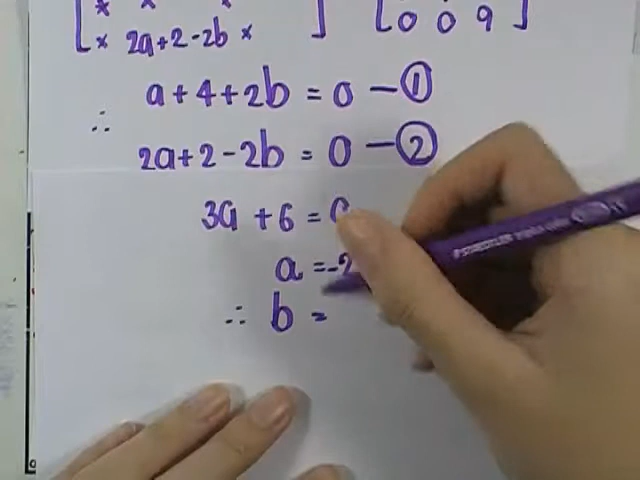 [ * * * ]
[ * 2a+2-2b * ] [ 0 0 9 ]
a + 4 + 2b = 0 — ①
∴
2a + 2 - 2b = 0 — ②
3a + 6 = 0
a = -2
∴ b =
STAEDTLER